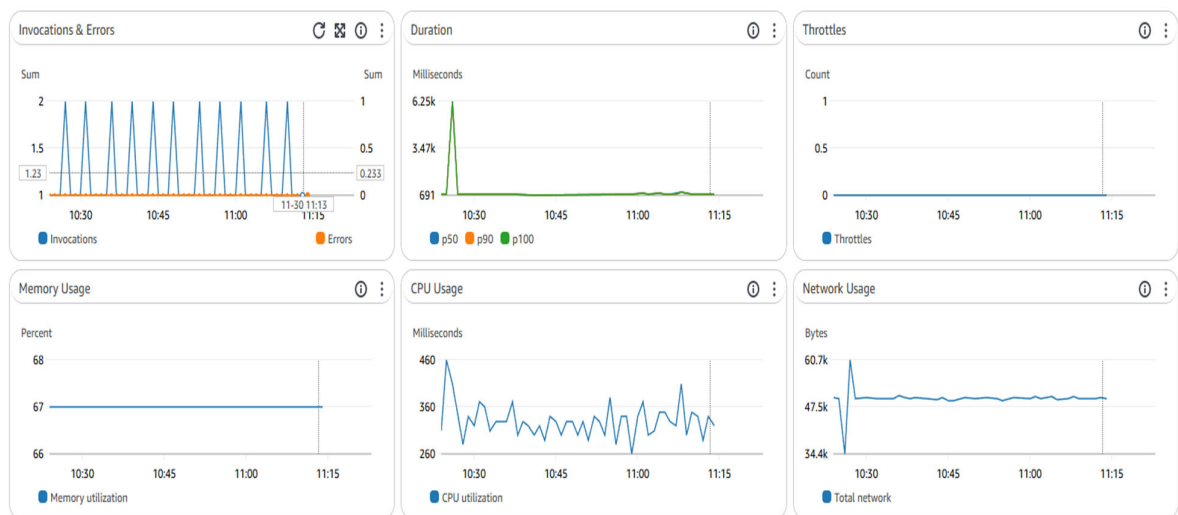 Invocations & Errors
Sum
Sum
2
1
1.5
0.5
1.23
0.233
1
0
11-30 11:13
10:30
10:45
11:00
11:15
Invocations
Errors
Duration
Milliseconds
6.25k
3.47k
691
10:30
10:45
11:00
11:15
p50
p90
p100
Throttles
Count
1
0.5
0
10:30
10:45
11:00
11:15
Throttles
Memory Usage
Percent
68
67
66
10:30
10:45
11:00
11:15
Memory utilization
CPU Usage
Milliseconds
460
360
260
10:30
10:45
11:00
11:15
CPU utilization
Network Usage
Bytes
60.7k
47.5k
34.4k
10:30
10:45
11:00
11:15
Total network